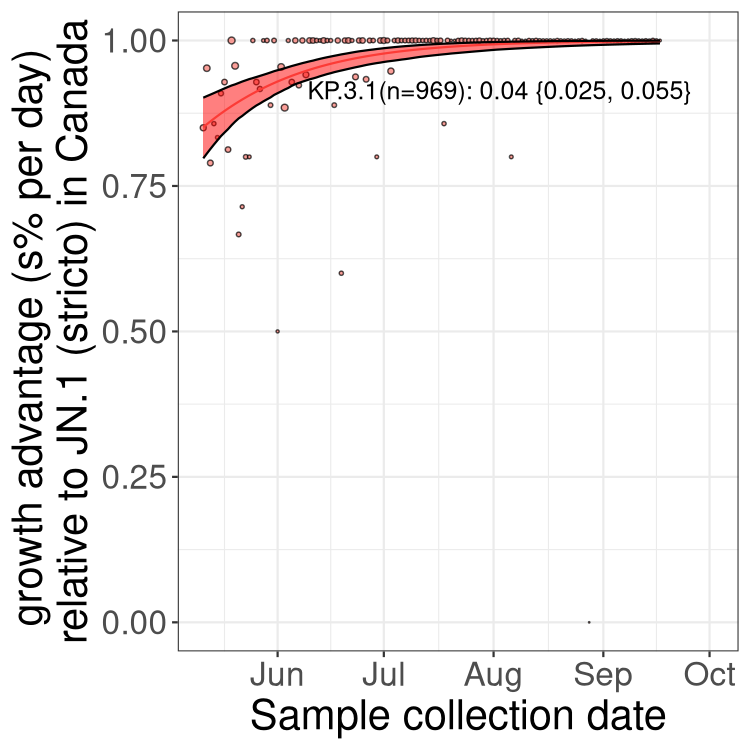 growth advantage (s% per day)
relative to JN.1 (stricto) in Canada
1.00
0.75
0.50
0.25
0.00
KP.3.1(n=969): 0.04 {0.025, 0.055}
Jun Jul Aug Sep Oct
Sample collection date